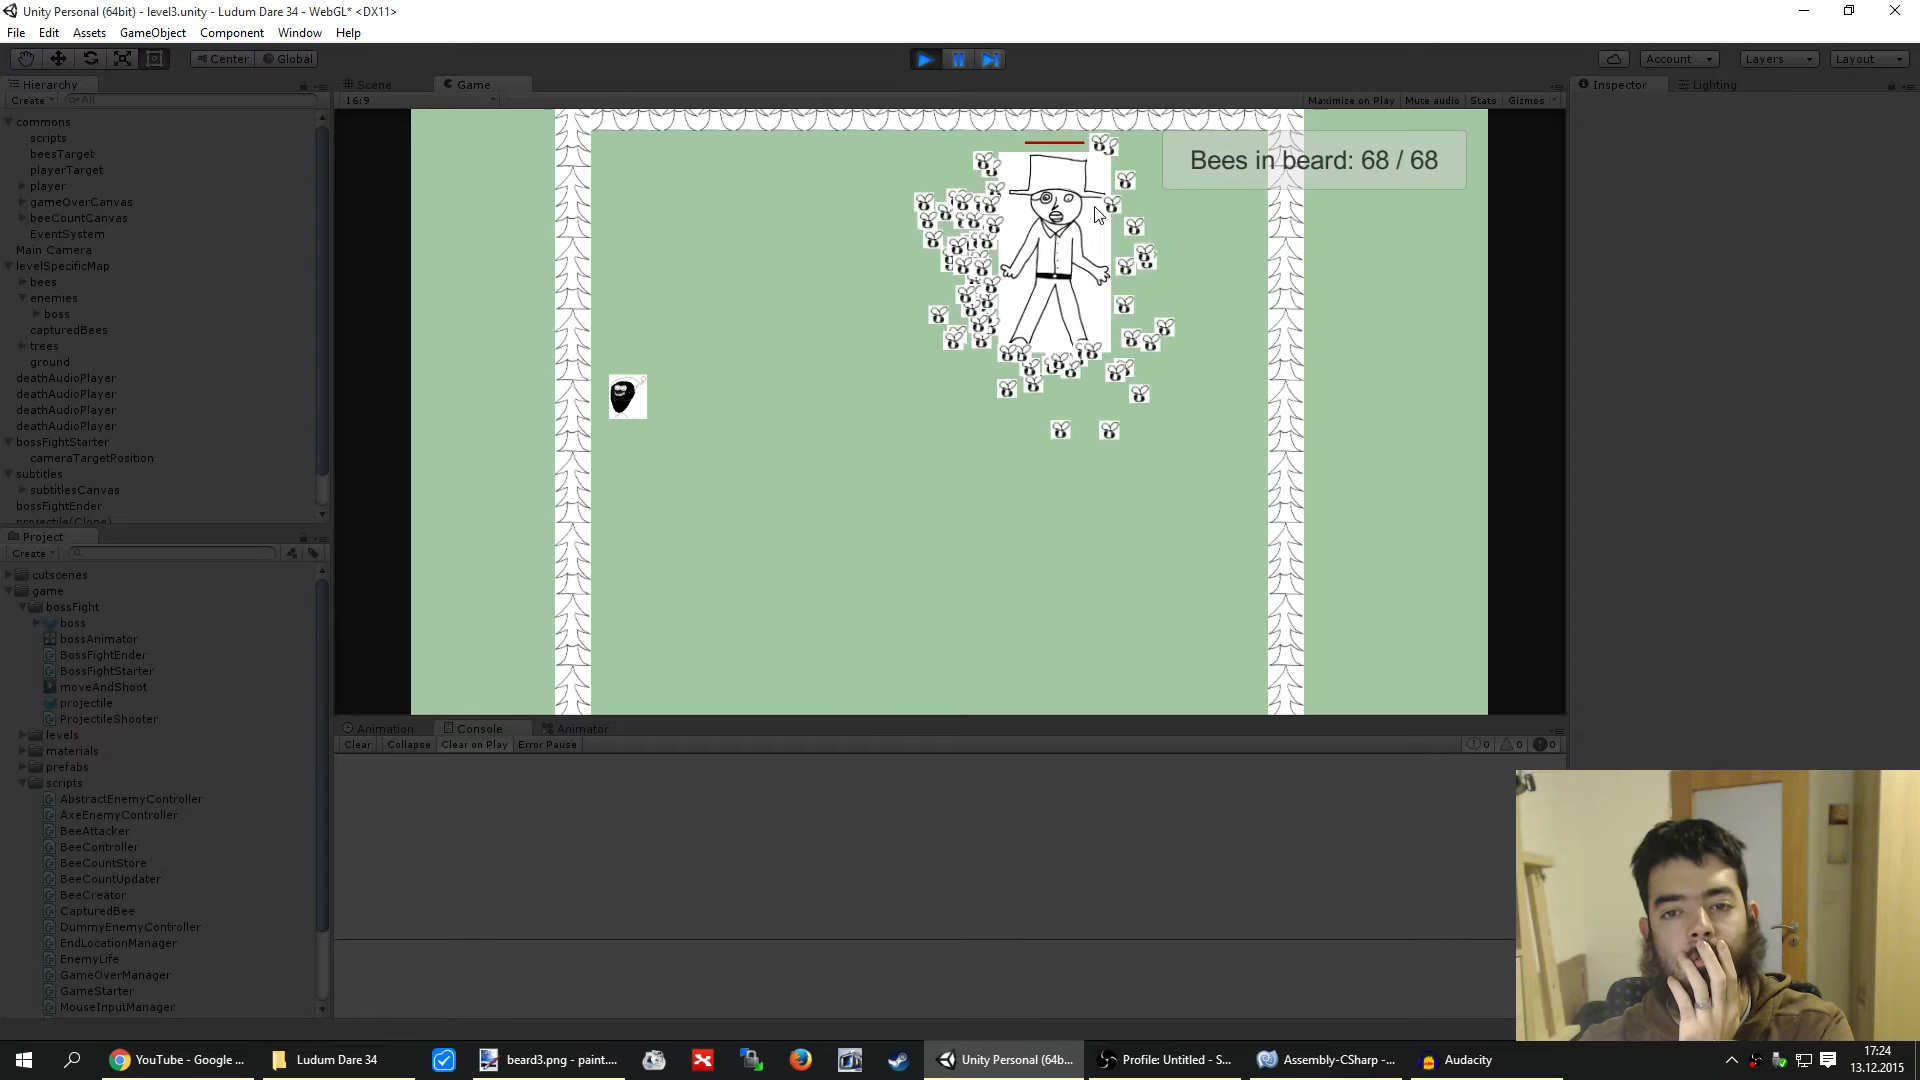 Unity Personal (64bit) - level3.unity - Ludum Dare 34 - WebGL* <DX11>
File Edit Assets GameObject Component Window Help
Center Global Account Layers Layout
Hierarchy Scene Game Inspector Lighting
Create All 16:9 Maximize on Play Mute audio Stats Gizmos
commons
scripts
beesTarget
playerTarget
player
gameOverCanvas
beeCountCanvas
EventSystem
Main Camera
levelSpecificMap
bees
enemies
boss
capturedBees
trees
ground
deathAudioPlayer
deathAudioPlayer
deathAudioPlayer
deathAudioPlayer
bossFightStarter
cameraTargetPosition
subtitles
subtitlesCanvas
bossFightEnder
projectile(Clone)
Bees in beard: 68 / 68
Project
Create
cutscenes
game
bossFight
boss
bossAnimator
BossFightEnder
BossFightStarter
moveAndShoot
projectile
ProjectileShooter
levels
materials
prefabs
scripts
AbstractEnemyController
AxeEnemyController
BeeAttacker
BeeController
BeeCountStore
BeeCountUpdater
BeeCreator
CapturedBee
DummyEnemyController
EndLocationManager
EnemyLife
GameOverManager
GameStarter
MouseInputManager
Animation Console Animator
Clear Collapse Clear on Play Error Pause 0 0 0
YouTube - Google ... Ludum Dare 34 beard3.png - paint.... Unity Personal (64b... Profile: Untitled - S... Assembly-CSharp -... Audacity
17:24
13.12.2015